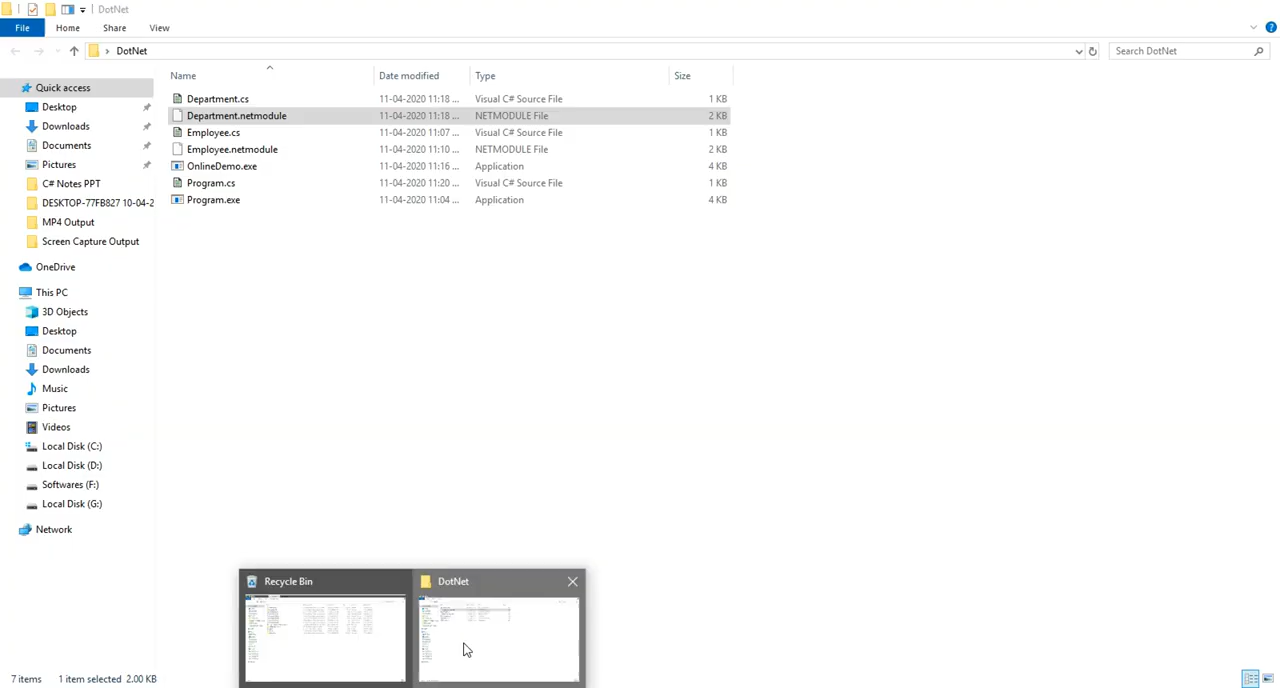 DotNet
File Home Share View
DotNet Search DotNet
Name Date modified Type Size
Quick access
Desktop
Downloads
Documents
Pictures
C# Notes PPT
DESKTOP-77FB827 10-04-2
MP4 Output
Screen Capture Output
OneDrive
This PC
3D Objects
Desktop
Documents
Downloads
Music
Pictures
Videos
Local Disk (C:)
Local Disk (D:)
Softwares (F:)
Local Disk (G:)
Network
Department.cs 11-04-2020 11:18 ... Visual C# Source File 1 KB
Department.netmodule 11-04-2020 11:18 ... NETMODULE File 2 KB
Employee.cs 11-04-2020 11:07 ... Visual C# Source File 1 KB
Employee.netmodule 11-04-2020 11:10 ... NETMODULE File 2 KB
OnlineDemo.exe 11-04-2020 11:16 ... Application 4 KB
Program.cs 11-04-2020 11:20 ... Visual C# Source File 1 KB
Program.exe 11-04-2020 11:04 ... Application 4 KB
Recycle Bin DotNet
7 items 1 item selected 2.00 KB